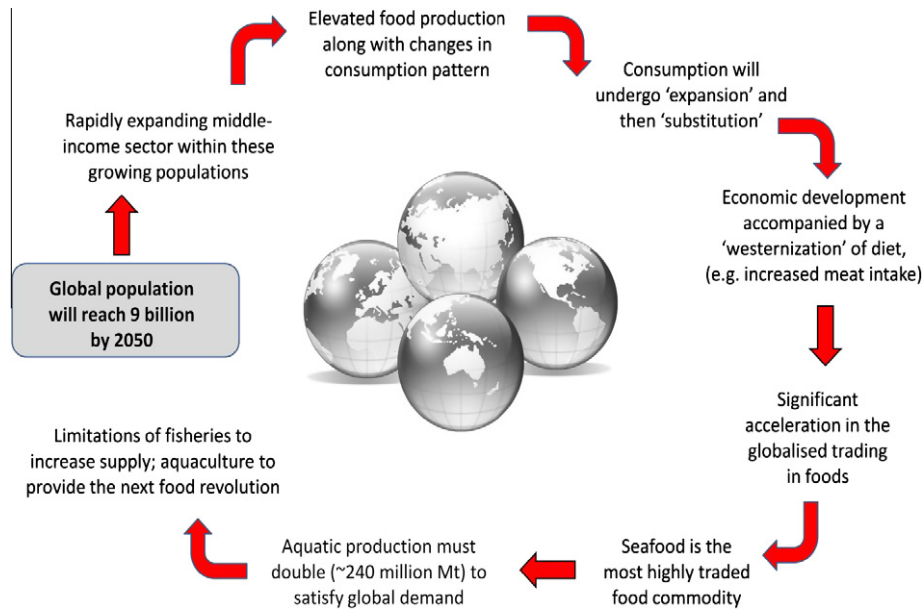 Global population
will reach 9 billion
by 2050
Rapidly expanding middle-
income sector within these
growing populations
Elevated food production
along with changes in
consumption pattern
Consumption will
undergo ‘expansion’ and
then ‘substitution’
Economic development
accompanied by a
‘westernization’ of diet,
(e.g. increased meat intake)
Significant
acceleration in the
globalised trading
in foods
Seafood is the
most highly traded
food commodity
Aquatic production must
double (~240 million Mt) to
satisfy global demand
Limitations of fisheries to
increase supply; aquaculture to
provide the next food revolution